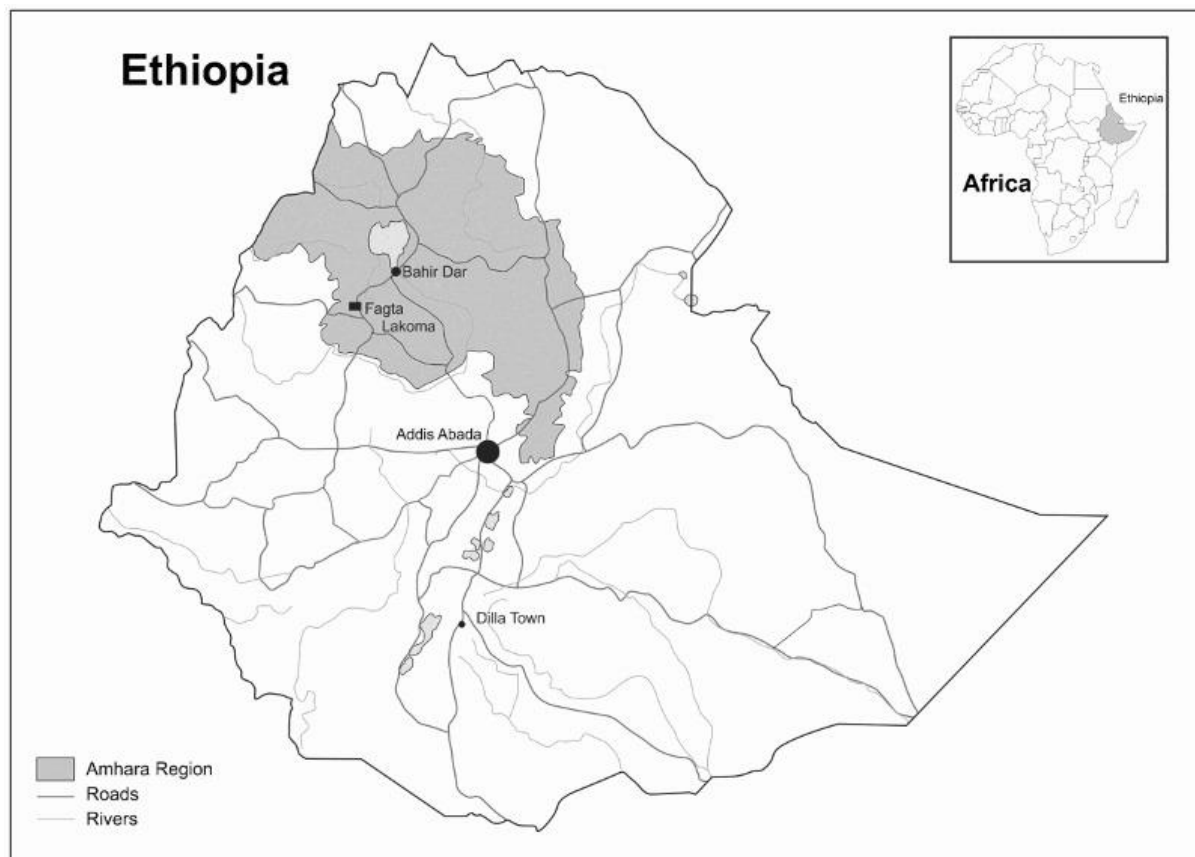 Ethiopia
Ethiopia
Africa
Bahir Dar
Fagta
Lakoma
Addis Abada
Dilla Town
Amhara Region
Roads
Rivers